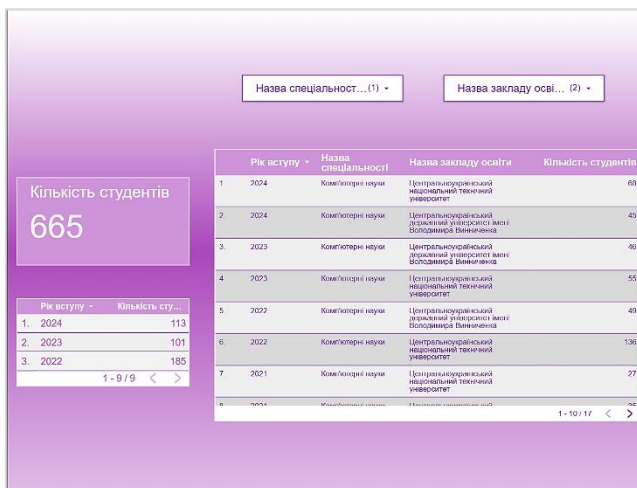 Назва спеціальност… (1)
Назва закладу осві… (2)
Кількість студентів
665
Рік вступу Кількість сту…
1. 2024 113
2. 2023 101
3. 2022 185
1 - 9 / 9
Рік вступу Назва спеціальності Назва закладу освіти Кількість студентів
1. 2024 Комп'ютерні науки Центральноукраїнський національний технічний університет 68
2. 2024 Комп'ютерні науки Центральноукраїнський державний університет імені Володимира Винниченка 45
3. 2023 Комп'ютерні науки Центральноукраїнський державний університет імені Володимира Винниченка 46
4. 2023 Комп'ютерні науки Центральноукраїнський національний технічний університет 55
5. 2022 Комп'ютерні науки Центральноукраїнський державний університет імені Володимира Винниченка 49
6. 2022 Комп'ютерні науки Центральноукраїнський національний технічний університет 136
7. 2021 Комп'ютерні науки Центральноукраїнський національний технічний університет 27
1 - 10 / 17